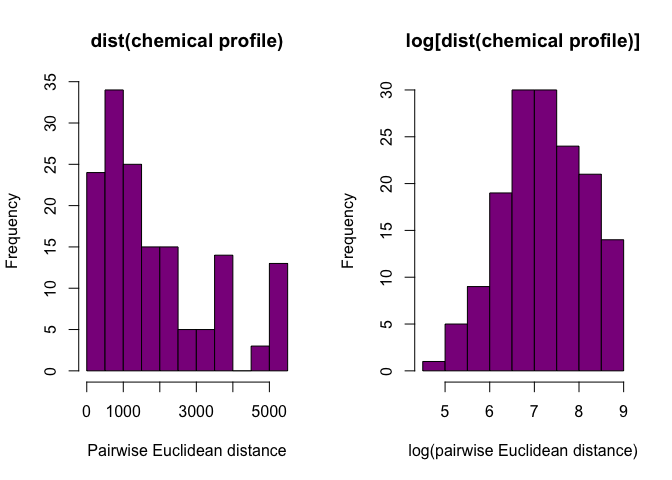 dist(chemical profile)
Frequency
0 5 10 15 20 25 30 35
0 1000 3000 5000
Pairwise Euclidean distance
log[dist(chemical profile)]
Frequency
0 5 10 15 20 25 30
5 6 7 8 9
log(pairwise Euclidean distance)